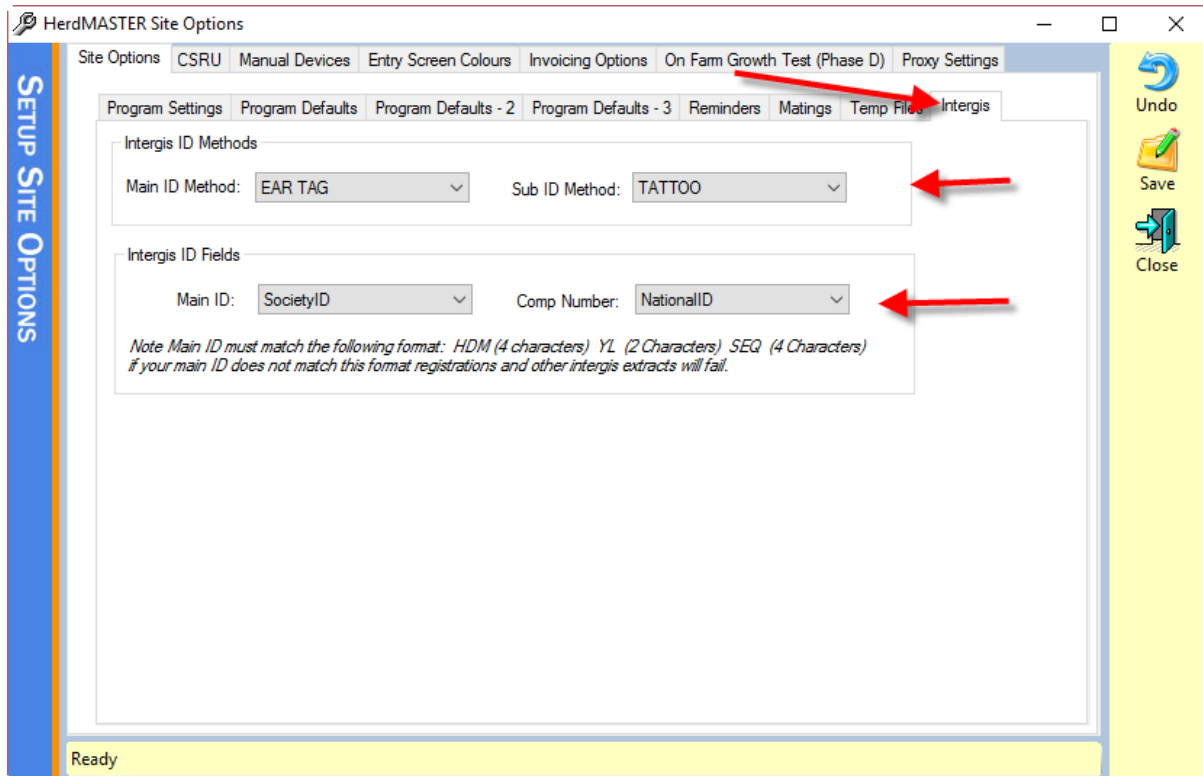 HerdMASTER Site Options
SETUP SITE OPTIONS
Site Options CSRU Manual Devices Entry Screen Colours Invoicing Options On Farm Growth Test (Phase D) Proxy Settings
Program Settings Program Defaults Program Defaults - 2 Program Defaults - 3 Reminders Matings Temp Files Intergis
Intergis ID Methods
Main ID Method: EAR TAG Sub ID Method: TATTOO
Intergis ID Fields
Main ID: SocietyID Comp Number: NationalID
Note Main ID must match the following format: HDM (4 characters) YL (2 Characters) SEQ (4 Characters)
if your main ID does not match this format registrations and other intergis extracts will fail.
Undo
Save
Close
Ready